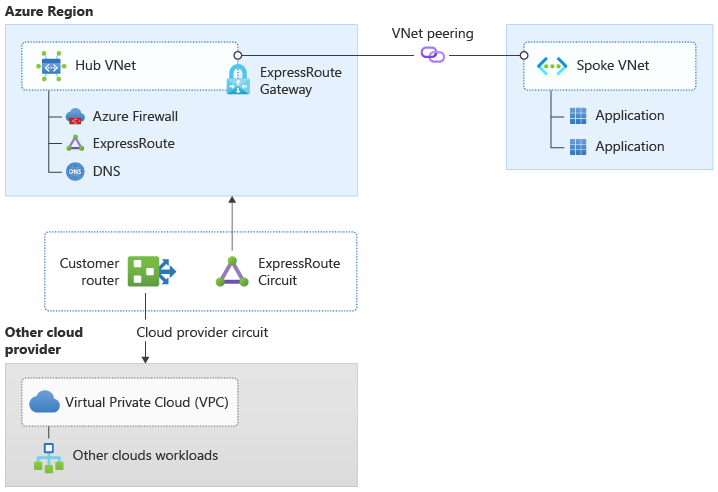 Azure Region
VNet peering
Hub VNet
ExpressRoute
Gateway
Spoke VNet
Azure Firewall
ExpressRoute
DNS
DNS
Application
Application
Customer
router
ExpressRoute
Circuit
Other cloud
provider
Cloud provider circuit
Virtual Private Cloud (VPC)
Other clouds workloads